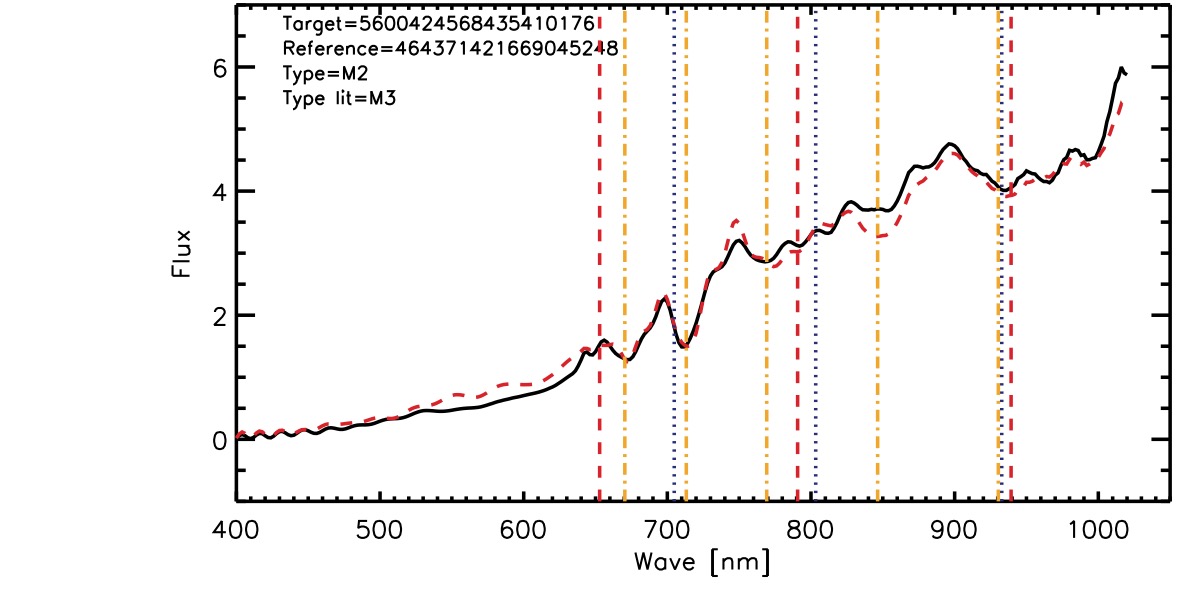 Target=5600424568435410176
Reference=464371421669045248
Type=M2
Type lit=M3
6
4
2
0
Flux
400 500 600 700 800 900 1000
Wave [nm]